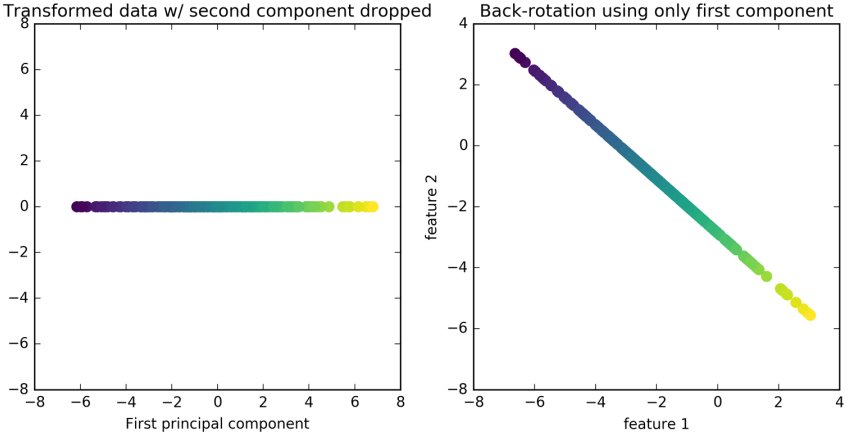 Transformed data w/ second component dropped
8
6
4
2
0
−2
−4
−6
−8
−8 −6 −4 −2 0 2 4 6 8
First principal component
Back-rotation using only first component
4
2
0
−2
−4
−6
−8
feature 2
−8 −6 −4 −2 0 2 4
feature 1